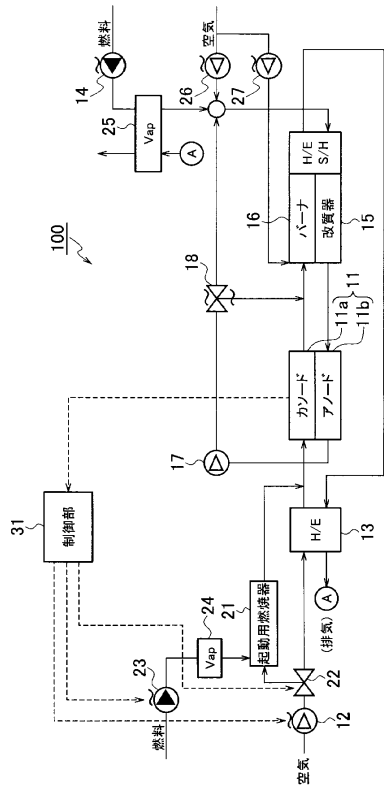 100
燃料
14
25
Vap
A
空気
26
27
18
16
バーナ
改質器
H/E
S/H
15
17
カソード
アノード
11a
11b
11
31
制御部
23
燃料
24
Vap
21
起動用燃焼器
H/E
13
A
(排気)
22
12
空気